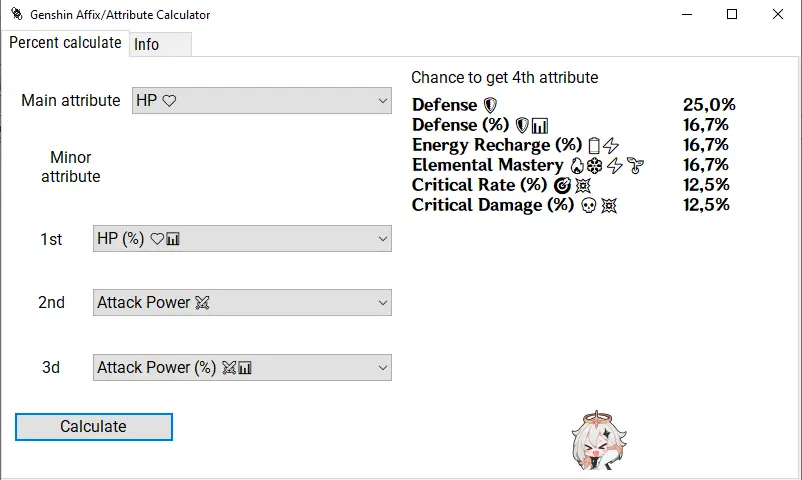 Genshin Affix/Attribute Calculator
Percent calculate Info
Main attribute HP
Chance to get 4th attribute
Defense 25,0%
Defense (%) 16,7%
Energy Recharge (%) 16,7%
Elemental Mastery 16,7%
Critical Rate (%) 12,5%
Critical Damage (%) 12,5%
Minor
attribute
1st HP (%)
2nd Attack Power
3d Attack Power (%)
Calculate